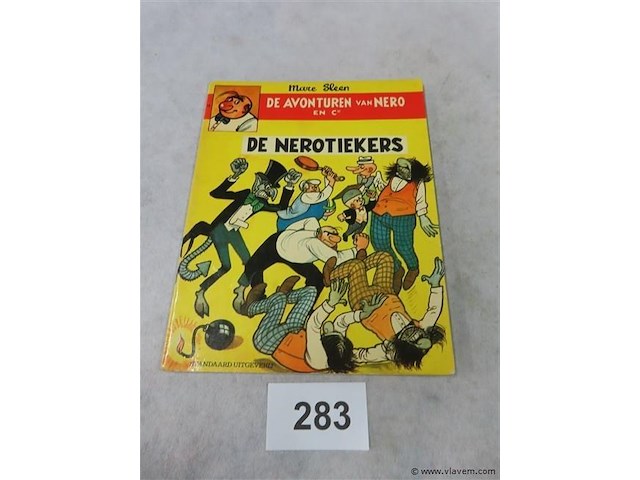 Marc Sleen
DE AVONTUREN VAN NERO
EN Co
DE NEROTIEKERS
STANDAARD UITGEVERIJ
283
© www.vlavem.com